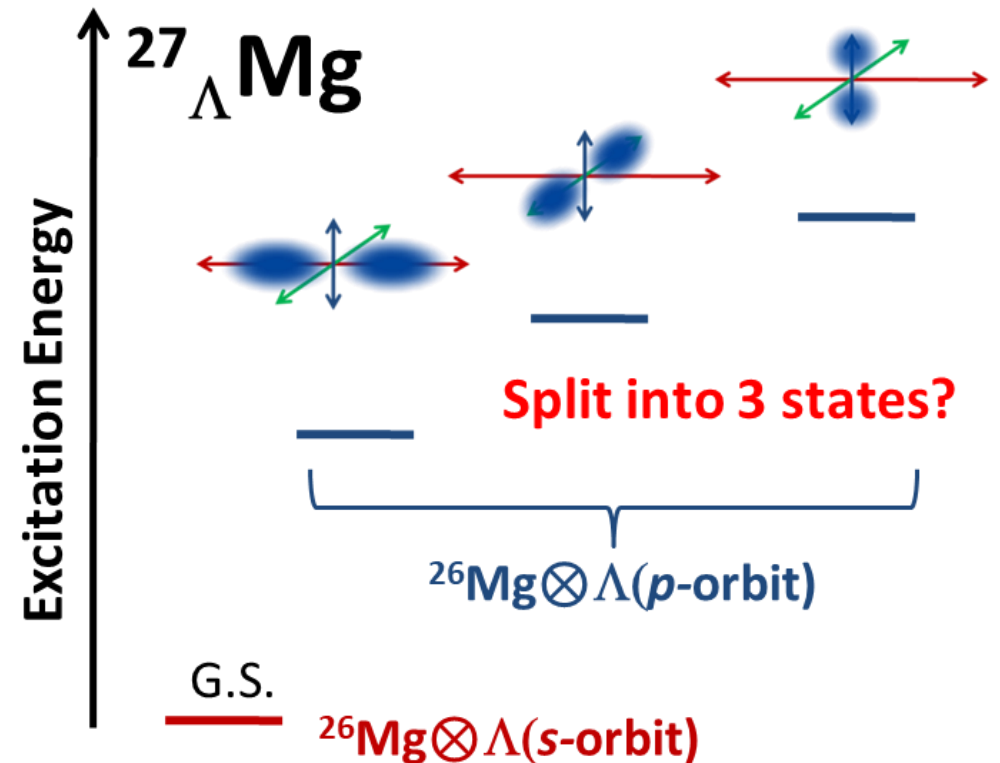 ²⁷ΛMg
Excitation Energy
Split into 3 states?
²⁶Mg⊗Λ(p-orbit)
G.S.
²⁶Mg⊗Λ(s-orbit)